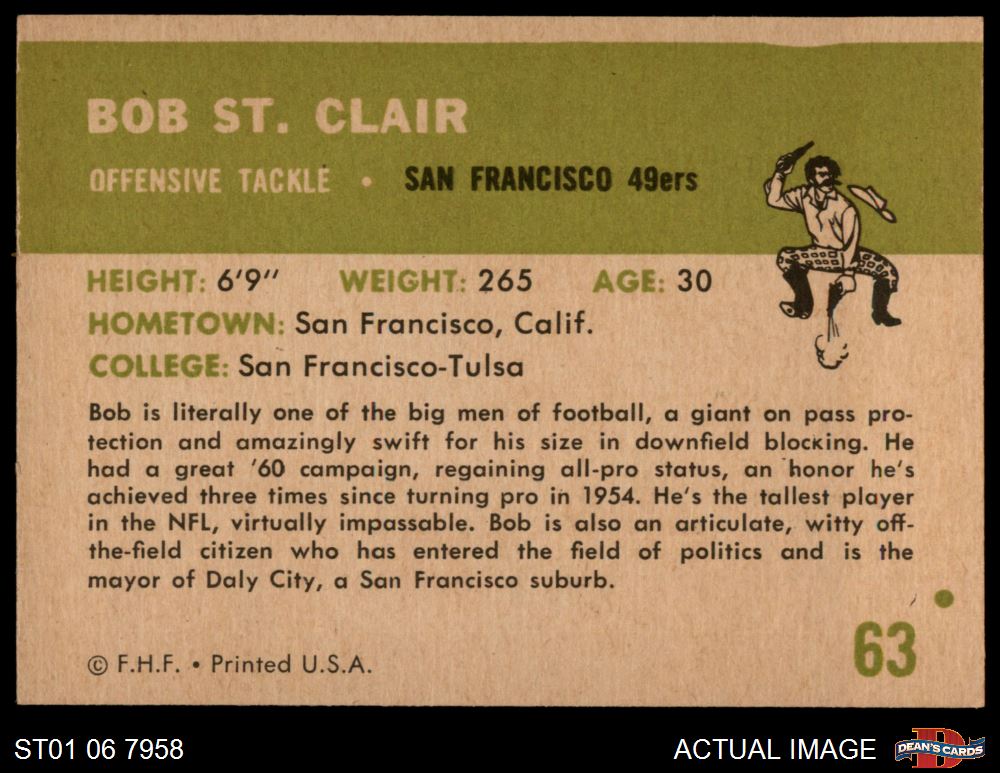 BOB ST. CLAIR
OFFENSIVE TACKLE • SAN FRANCISCO 49ers
HEIGHT: 6'9" WEIGHT: 265 AGE: 30
HOMETOWN: San Francisco, Calif.
COLLEGE: San Francisco-Tulsa
Bob is literally one of the big men of football, a giant on pass pro-
tection and amazingly swift for his size in downfield blocking. He
had a great '60 campaign, regaining all-pro status, an honor he's
achieved three times since turning pro in 1954. He's the tallest player
in the NFL, virtually impassable. Bob is also an articulate, witty off-
the-field citizen who has entered the field of politics and is the
mayor of Daly City, a San Francisco suburb.
63
© F.H.F. • Printed U.S.A.
ST01 06 7958
ACTUAL IMAGE
D
DEAN'S CARDS